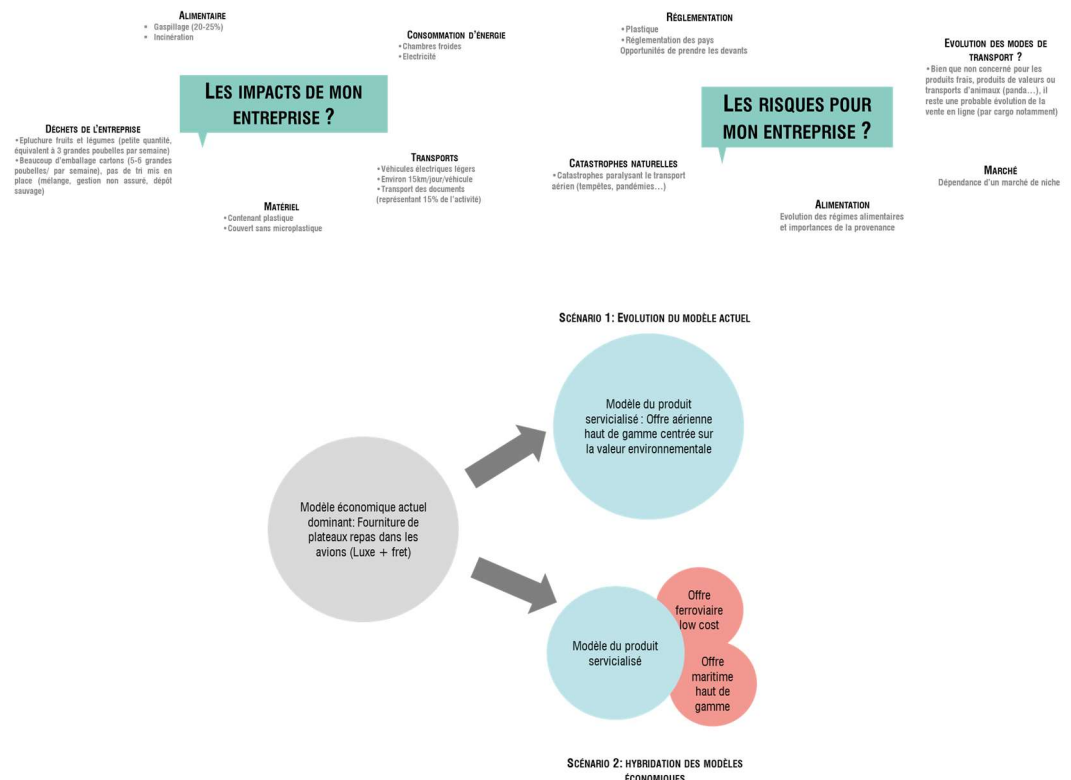 ALIMENTAIRE
• Gaspillage (20-25%)
• Incinération
CONSOMMATION D'ÉNERGIE
•Chambres froides
•Electricité
LES IMPACTS DE MON
ENTREPRISE ?
DÉCHETS DE L'ENTREPRISE
•Epluchure fruits et légumes (petite quantité,
équivalent à 3 grandes poubelles par semaine)
•Beaucoup d'emballage cartons (5-6 grandes
poubelles/ par semaine), pas de tri mis en
place (mélange, gestion non assuré, dépôt
sauvage)
TRANSPORTS
•Véhicules électriques légers
•Environ 15km/jour/véhicule
•Transport des documents
(représentant 15% de l'activité)
MATÉRIEL
•Contenant plastique
•Couvert sans microplastique
RÉGLEMENTATION
•Plastique
•Réglementation des pays
Opportunités de prendre les devants
EVOLUTION DES MODES DE
TRANSPORT ?
•Bien que non concerné pour les
produits frais, produits de valeurs ou
transports d'animaux (panda...), il
reste une probable évolution de la
vente en ligne (par cargo notamment)
LES RISQUES POUR
MON ENTREPRISE ?
CATASTROPHES NATURELLES
•Catastrophes paralysant le transport
aérien (tempêtes, pandémies...)
MARCHÉ
Dépendance d'un marché de niche
ALIMENTATION
Evolution des régimes alimentaires
et importances de la provenance
SCÉNARIO 1: EVOLUTION DU MODÈLE ACTUEL
Modèle du produit
servicialisé : Offre aérienne
haut de gamme centrée sur
la valeur environnementale
Modèle économique actuel
dominant: Fourniture de
plateaux repas dans les
avions (Luxe + fret)
Offre
ferroviaire
low cost
Modèle du produit
servicialisé
Offre
maritime
haut de
gamme
SCÉNARIO 2: HYBRIDATION DES MODÈLES
ÉCONOMIQUES